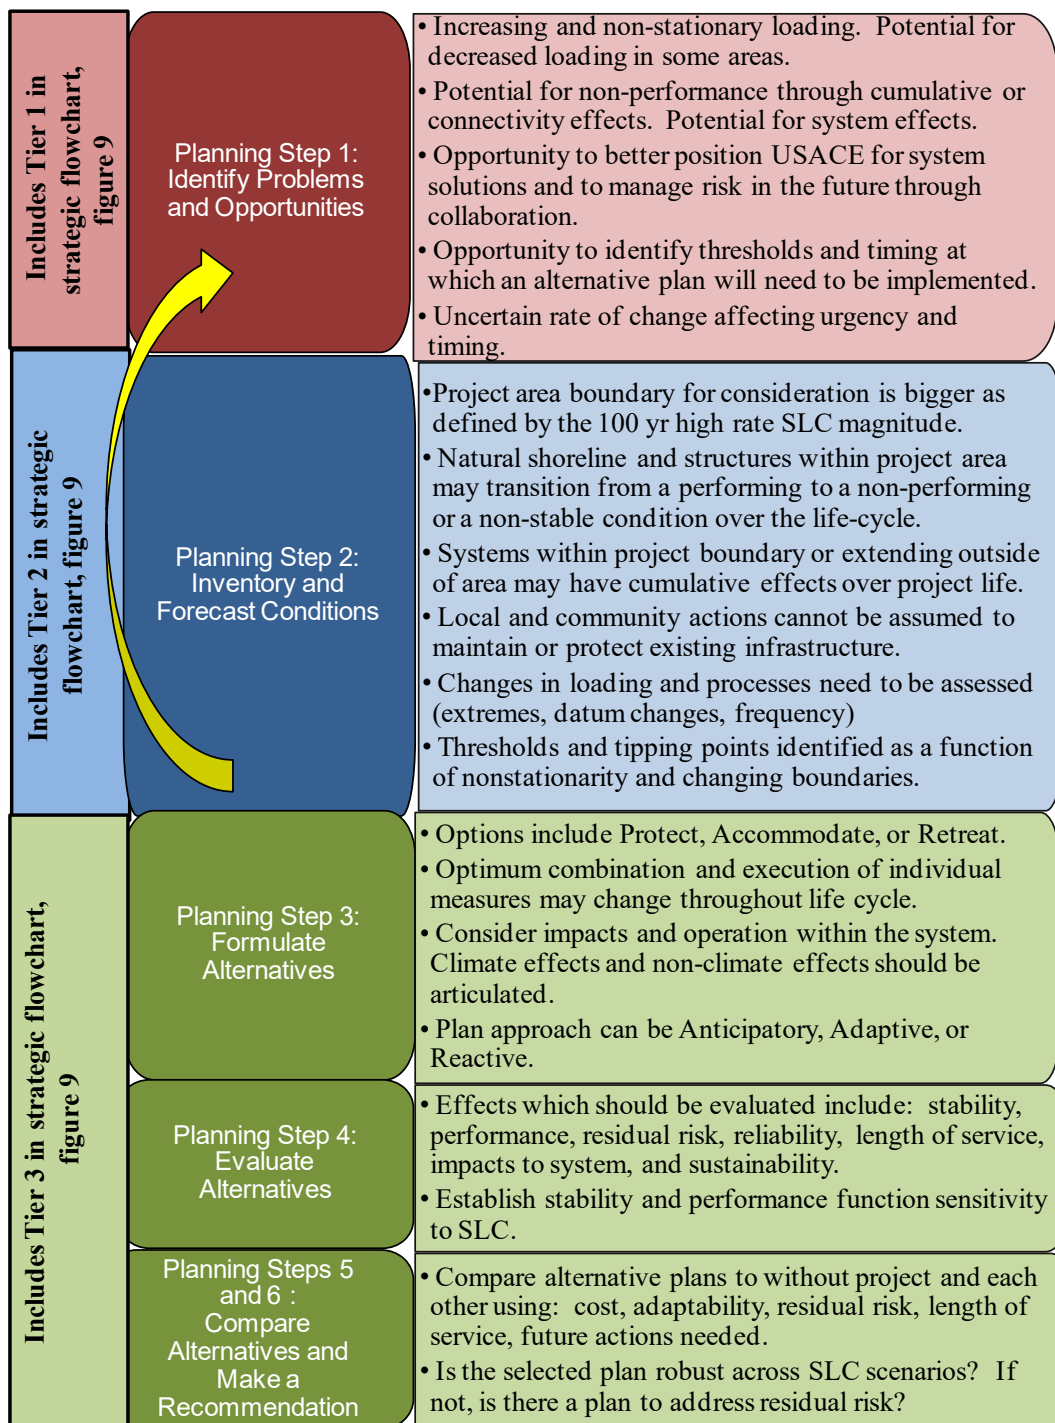 Includes Tier 1 in
strategic flowchart,
figure 9
Planning Step 1:
Identify Problems
and Opportunities
• Increasing and non-stationary loading.  Potential for
decreased loading in some areas.
• Potential for non-performance through cumulative or
connectivity effects.  Potential for system effects.
• Opportunity to better position USACE for system
solutions and to manage risk in the future through
collaboration.
• Opportunity to identify thresholds and timing at
which an alternative plan will need to be implemented.
• Uncertain rate of change affecting urgency and
timing.
Includes Tier 2 in strategic
flowchart, figure 9
Planning Step 2:
Inventory and
Forecast Conditions
•Project area boundary for consideration is bigger as
defined by the 100 yr high rate SLC magnitude.
• Natural shoreline and structures within project area
may transition from a performing to a non-performing
or a non-stable condition over the life-cycle.
• Systems within project boundary or extending outside
of area may have cumulative effects over project life.
• Local and community actions cannot be assumed to
maintain or protect existing infrastructure.
• Changes in loading and processes need to be assessed
(extremes, datum changes, frequency)
• Thresholds and tipping points identified as a function
of nonstationarity and changing boundaries.
Includes Tier 3 in strategic flowchart,
figure 9
Planning Step 3:
Formulate
Alternatives
• Options include Protect, Accommodate, or Retreat.
• Optimum combination and execution of individual
measures may change throughout life cycle.
• Consider impacts and operation within the system.
Climate effects and non-climate effects should be
articulated.
• Plan approach can be Anticipatory, Adaptive, or
Reactive.
Planning Step 4:
Evaluate
Alternatives
• Effects which should be evaluated include:  stability,
performance, residual risk, reliability, length of service,
impacts to system, and sustainability.
• Establish stability and performance function sensitivity
to SLC.
Planning Steps 5
and 6 :
Compare
Alternatives and
Make a
Recommendation
• Compare alternative plans to without project and each
other using:  cost, adaptability, residual risk, length of
service, future actions needed.
• Is the selected plan robust across SLC scenarios?  If
not, is there a plan to address residual risk?